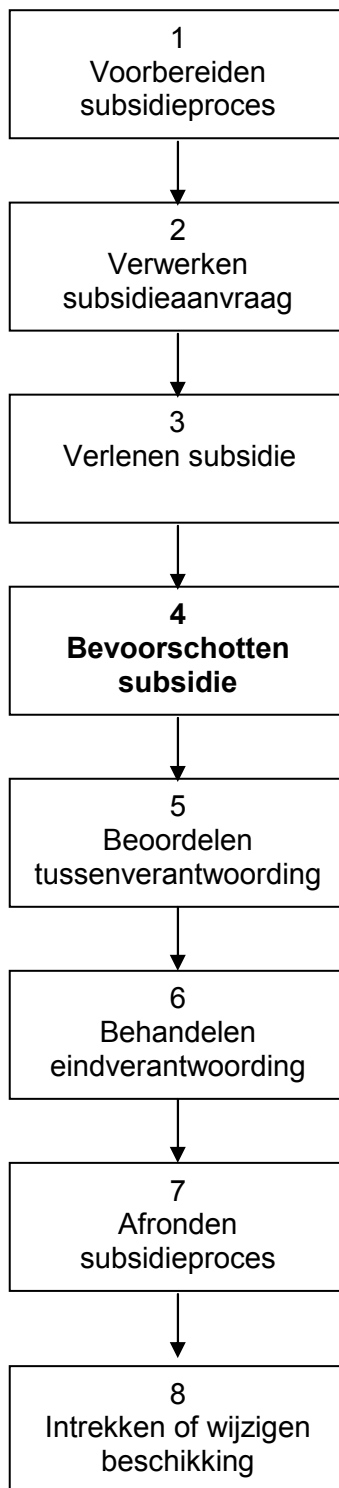 1
Voorbereiden
subsidieproces
2
Verwerken
subsidieaanvraag
3
Verlenen subsidie
4
Bevoorschotten
subsidie
5
Beoordelen
tussenverantwoording
6
Behandelen
eindverantwoording
7
Afronden
subsidieproces
8
Intrekken of wijzigen
beschikking